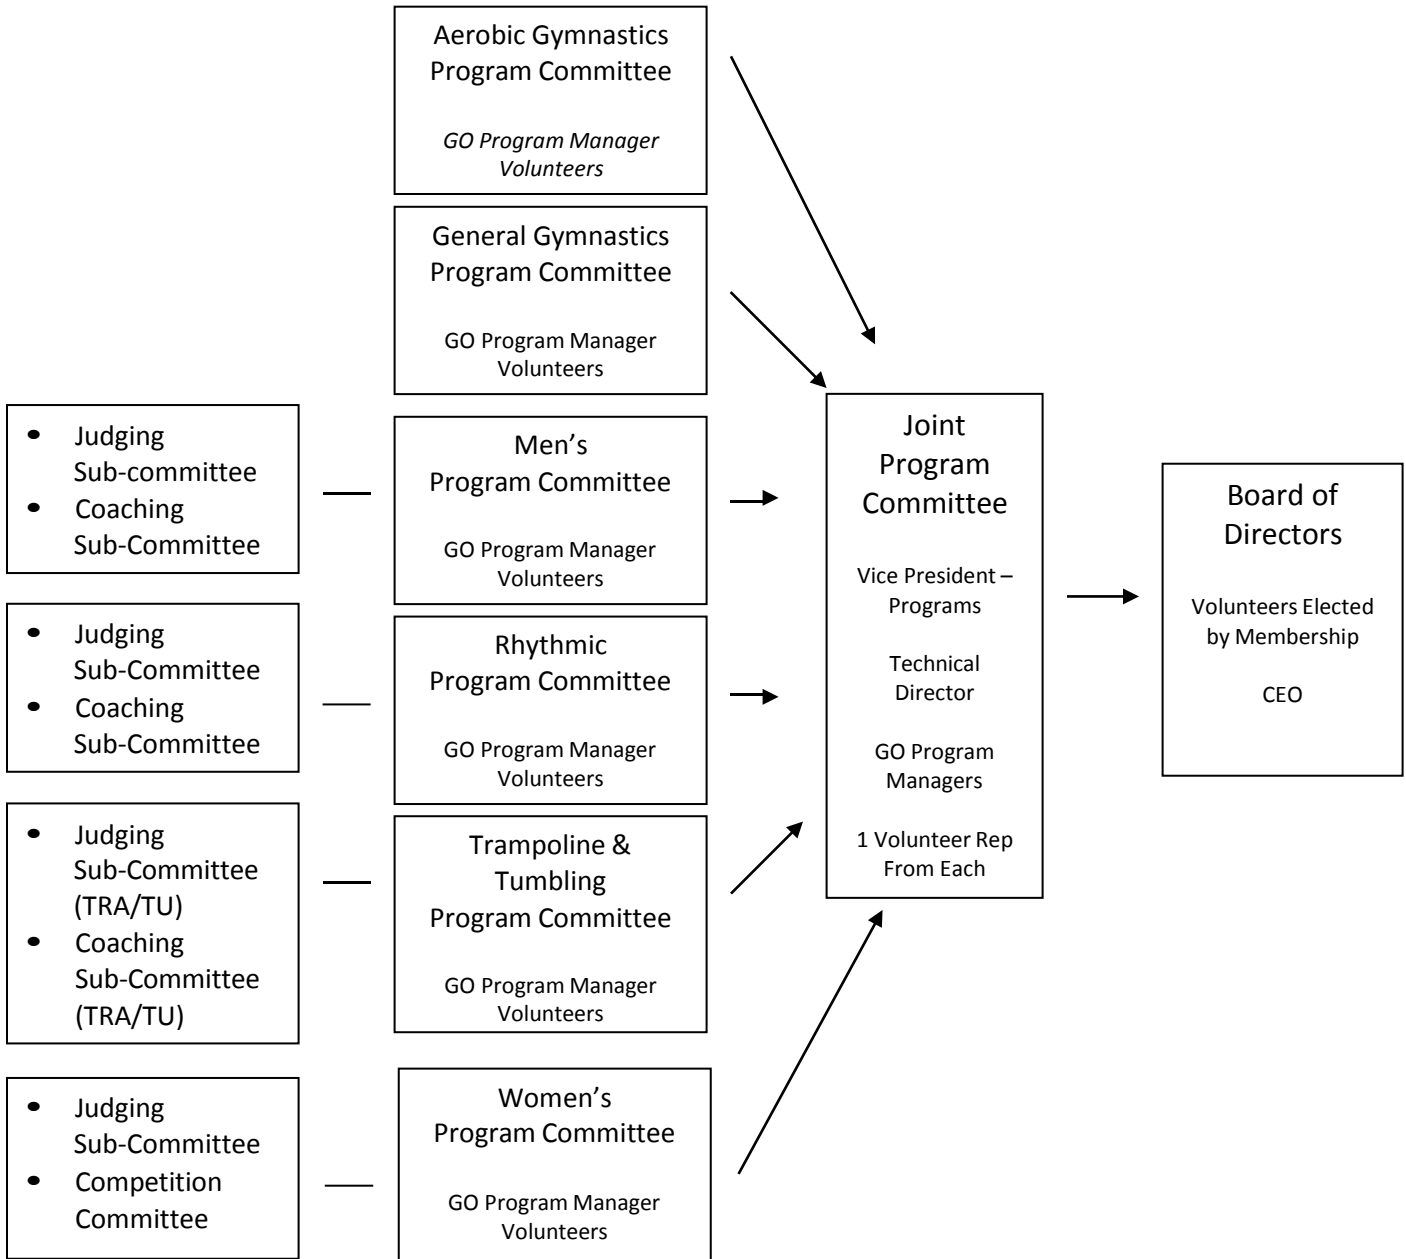 Aerobic Gymnastics
Program Committee
GO Program Manager
Volunteers
General Gymnastics
Program Committee
GO Program Manager
Volunteers
• Judging
Sub-committee
• Coaching
Sub-Committee
Men’s
Program Committee
GO Program Manager
Volunteers
• Judging
Sub-Committee
• Coaching
Sub-Committee
Rhythmic
Program Committee
GO Program Manager
Volunteers
• Judging
Sub-Committee
(TRA/TU)
• Coaching
Sub-Committee
(TRA/TU)
Trampoline &
Tumbling
Program Committee
GO Program Manager
Volunteers
• Judging
Sub-Committee
• Competition
Committee
Women’s
Program Committee
GO Program Manager
Volunteers
Joint
Program
Committee
Vice President –
Programs
Technical
Director
GO Program
Managers
1 Volunteer Rep
From Each
Board of
Directors
Volunteers Elected
by Membership
CEO